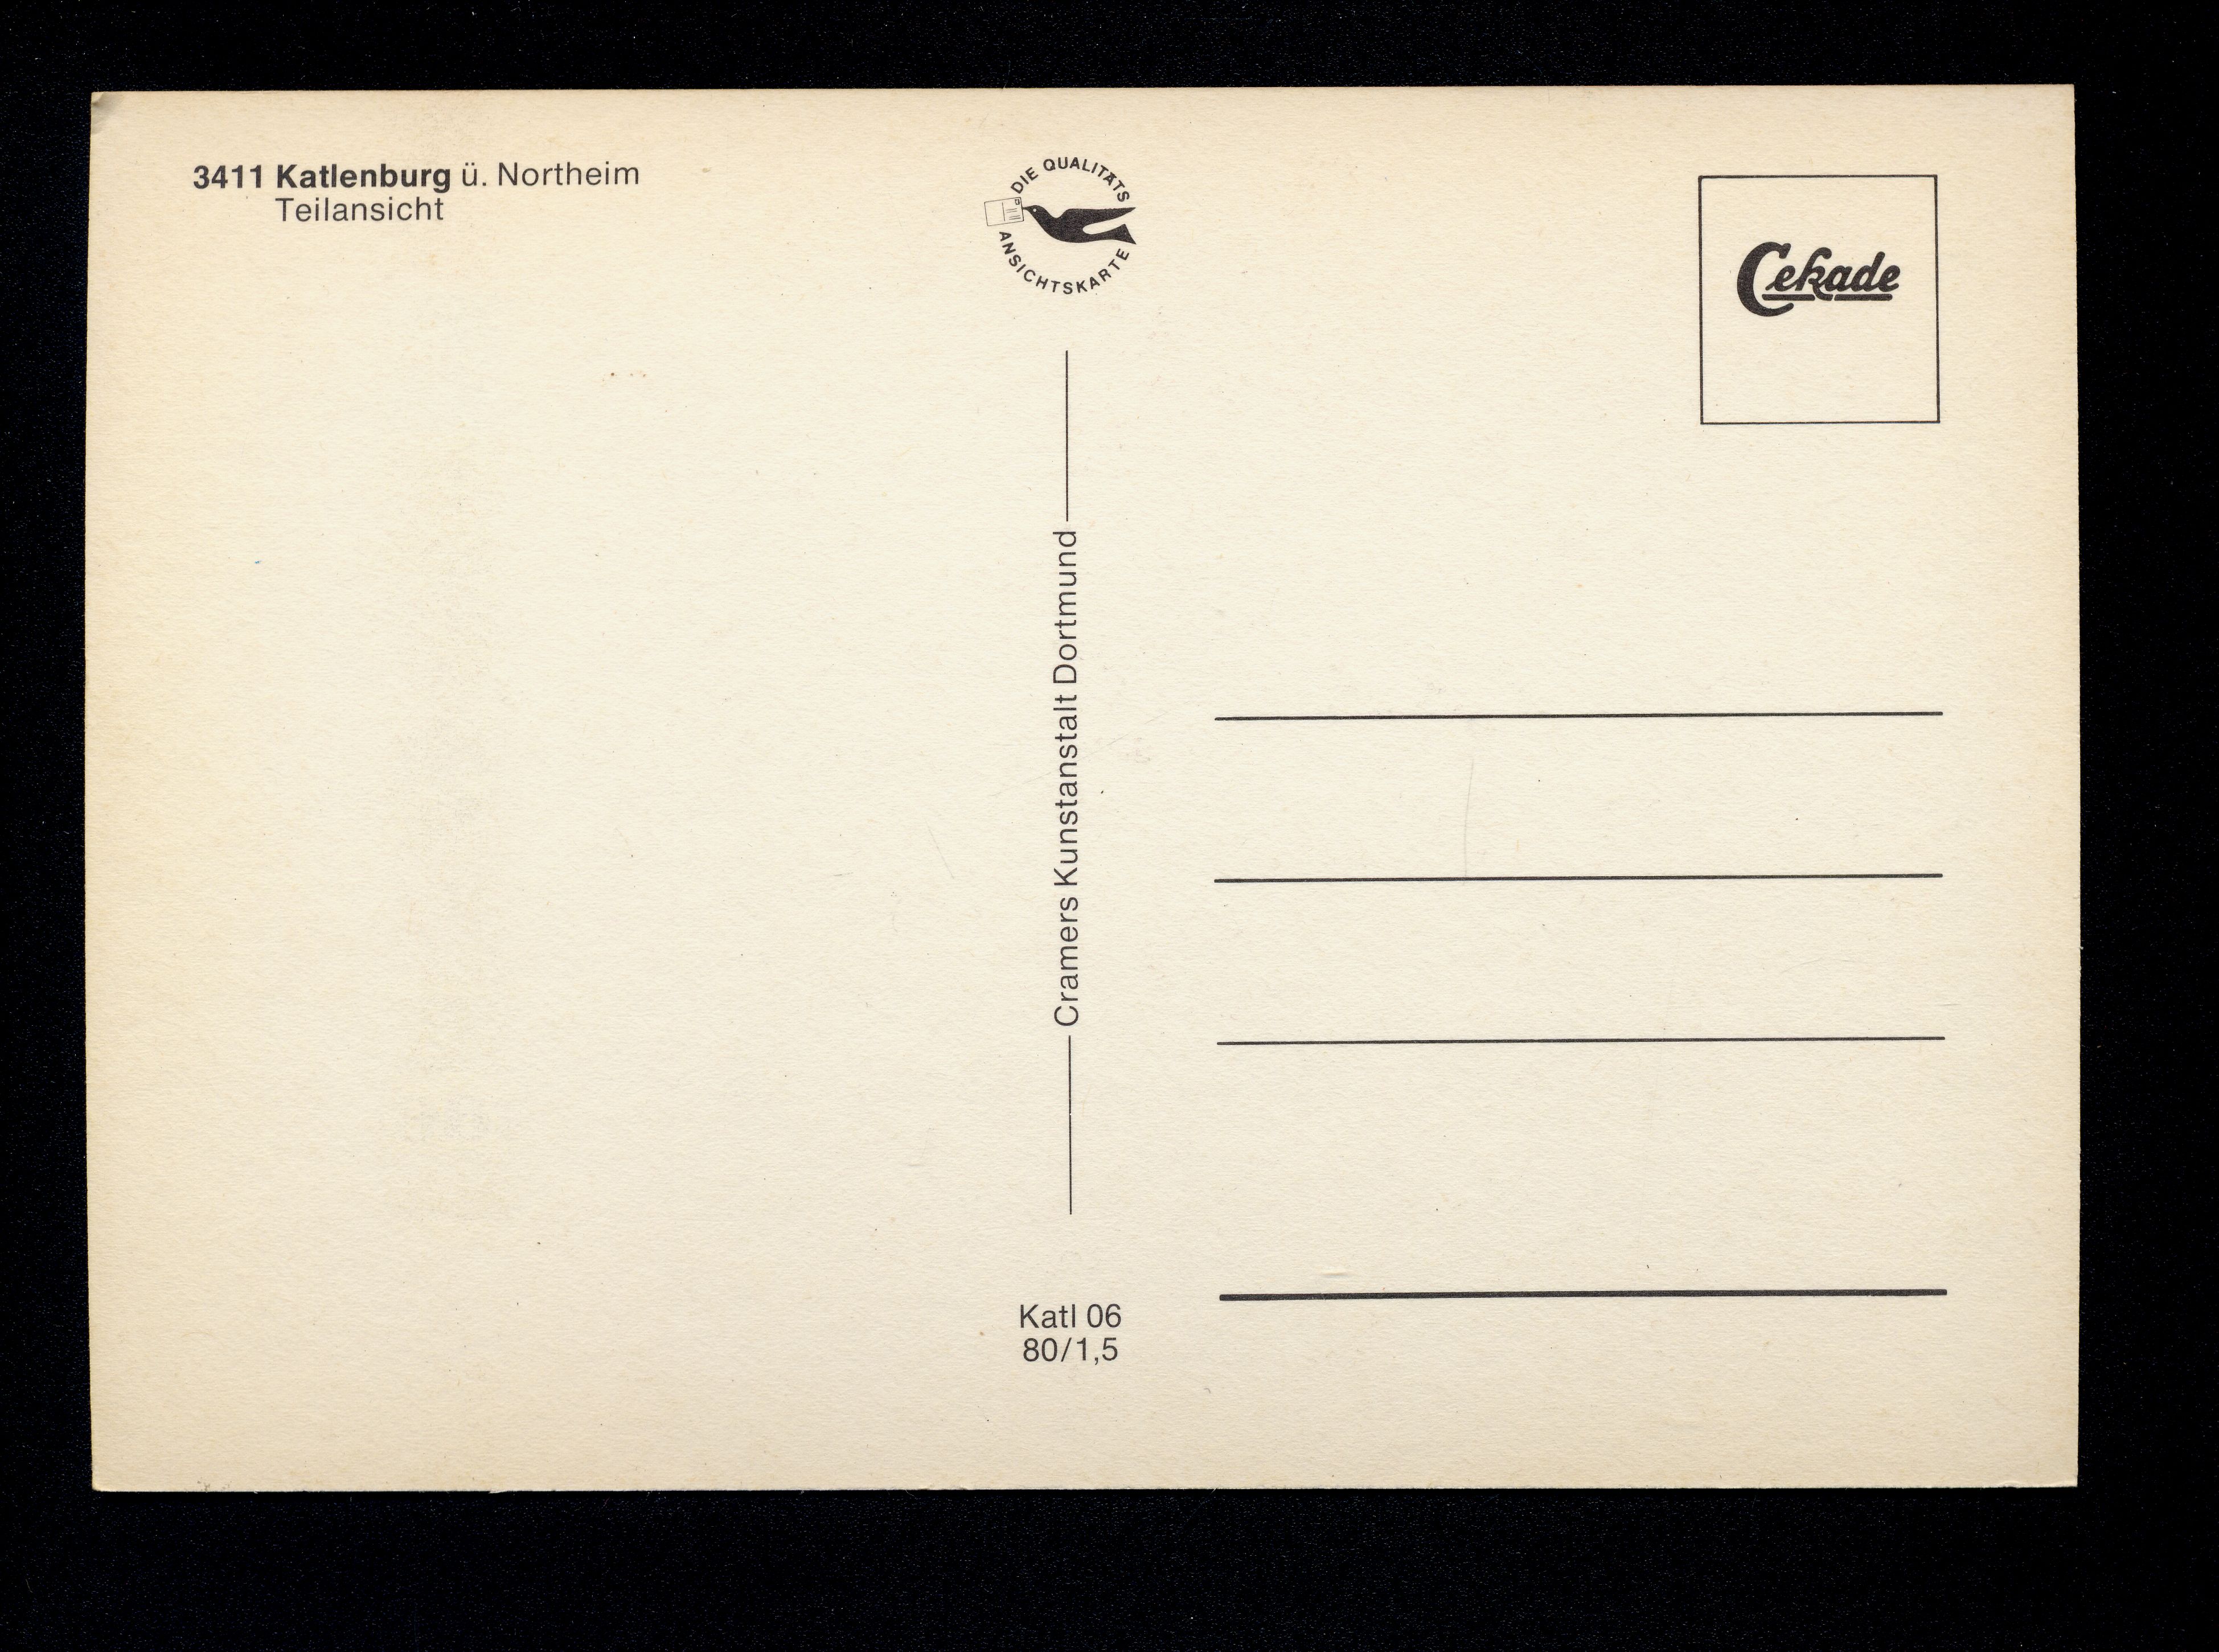 3411 Katlenburg ü. Northeim
Teilansicht
DIE QUALITÄTS
ANSICHTSKARTE
Cekade
Cramers Kunstanstalt Dortmund
Katl 06
80/1,5